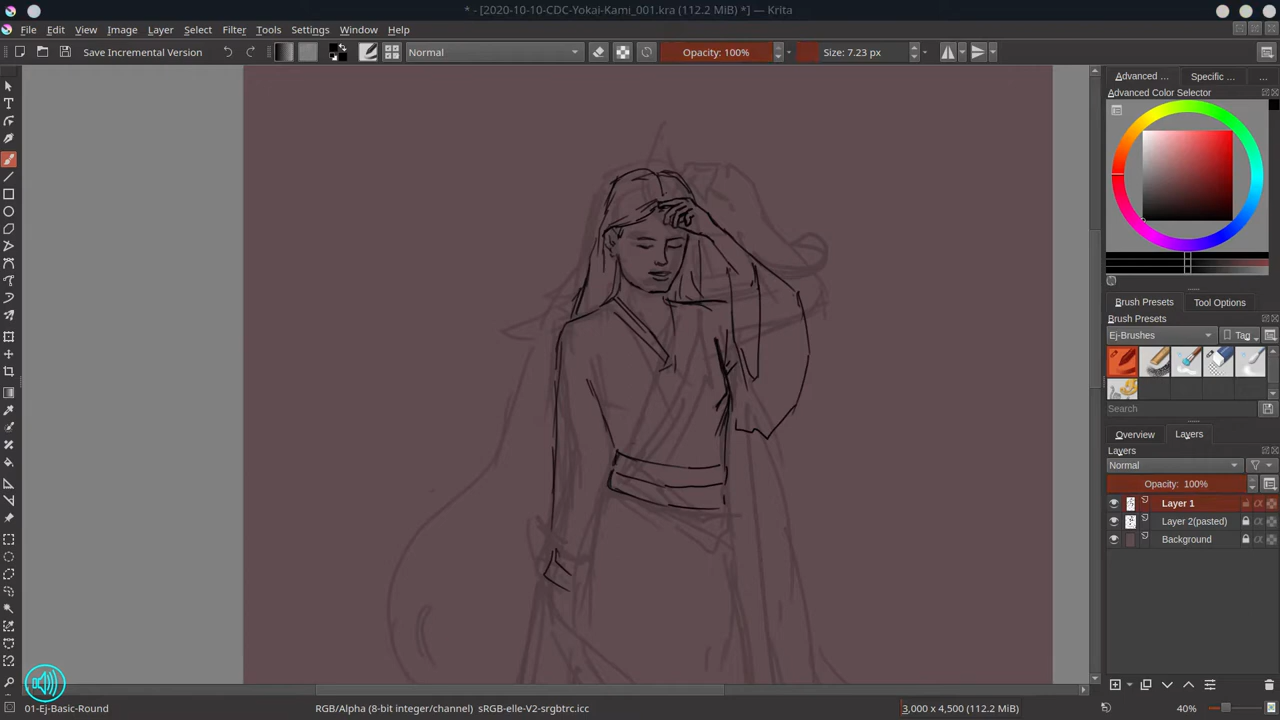 * - [2020-10-10-CDC-Yokai-Kami_001.kra (112.2 MiB) *] — Krita
File Edit View Image Layer Select Filter Tools Settings Window Help
Save Incremental Version Normal Opacity: 100% Size: 7.23 px
Advanced ... Specific ... ...
Advanced Color Selector
Brush Presets Tool Options
Brush Presets
Ej-Brushes Tag
Search
Overview Layers
Layers
Normal
Opacity: 100%
Layer 1
Layer 2(pasted)
Background
01-Ej-Basic-Round RGB/Alpha (8-bit integer/channel) sRGB-elle-V2-srgbtrc.icc 3,000 x 4,500 (112.2 MiB) 40%